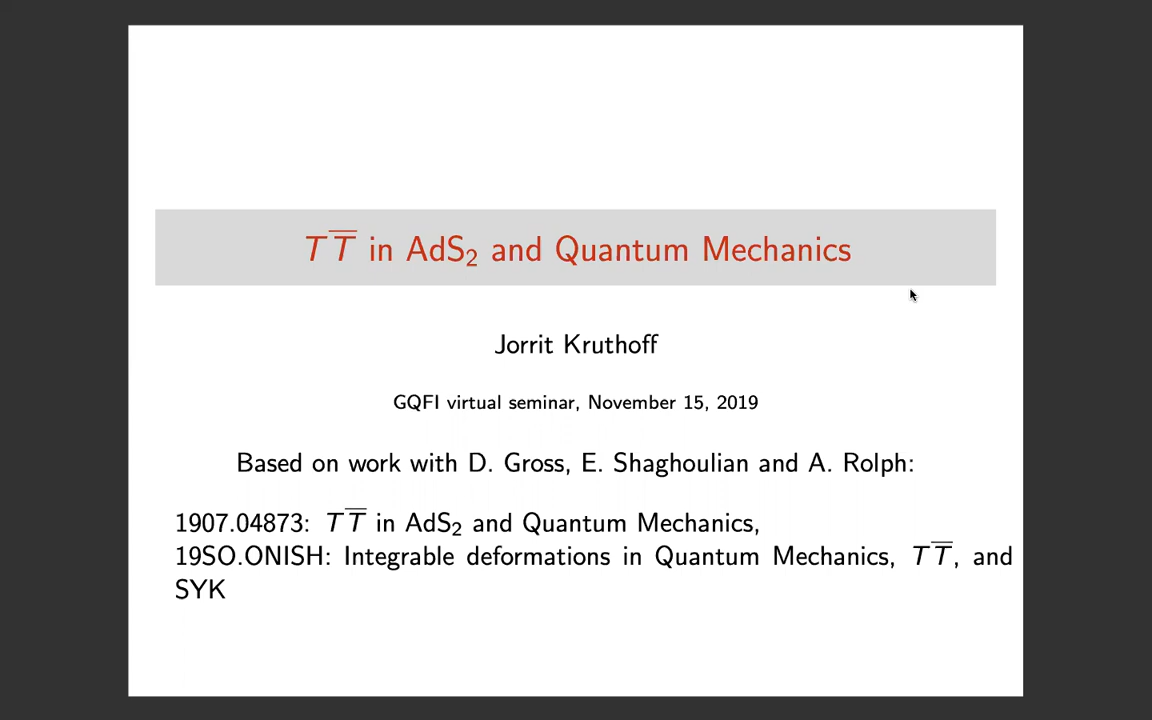 T T̅ in AdS₂ and Quantum Mechanics
Jorrit Kruthoff
GQFI virtual seminar, November 15, 2019
Based on work with D. Gross, E. Shaghoulian and A. Rolph:
1907.04873: T T̅ in AdS₂ and Quantum Mechanics,
19SO.ONISH: Integrable deformations in Quantum Mechanics, T T̅, and
SYK